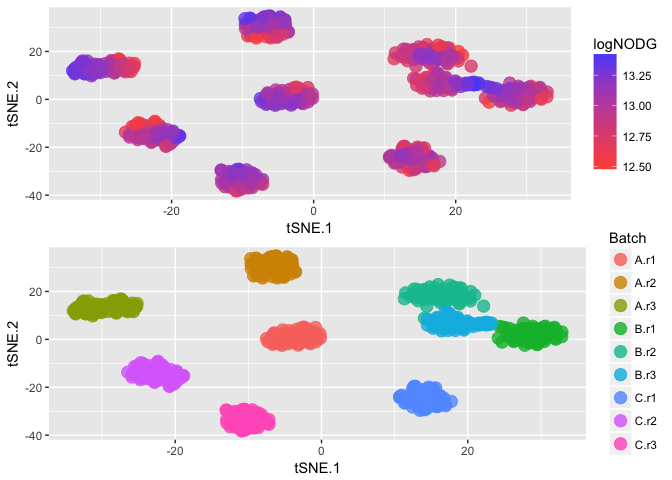 logNODG
13.25
13.00
12.75
12.50
tSNE.2
20
0
-20
-40
-20
0
20
tSNE.1
Batch
A.r1
A.r2
A.r3
B.r1
B.r2
B.r3
C.r1
C.r2
C.r3
tSNE.2
20
0
-20
-40
-20
0
20
tSNE.1